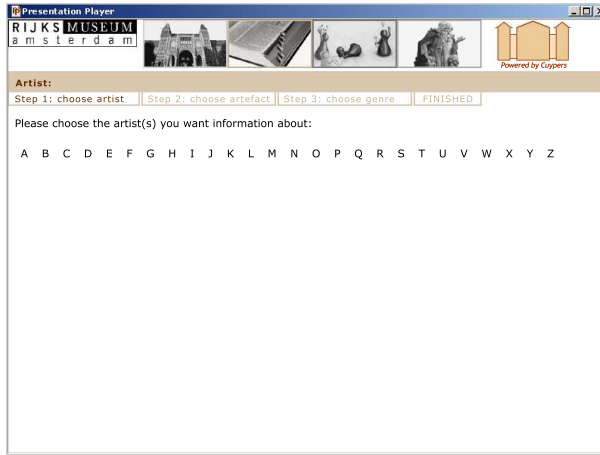 Presentation Player
RIJKS MUSEUM
amsterdam
Powered by Cuypers
Artist:
Step 1: choose artist Step 2: choose artefact Step 3: choose genre FINISHED
Please choose the artist(s) you want information about:
A B C D E F G H I J K L M N O P Q R S T U V W X Y Z